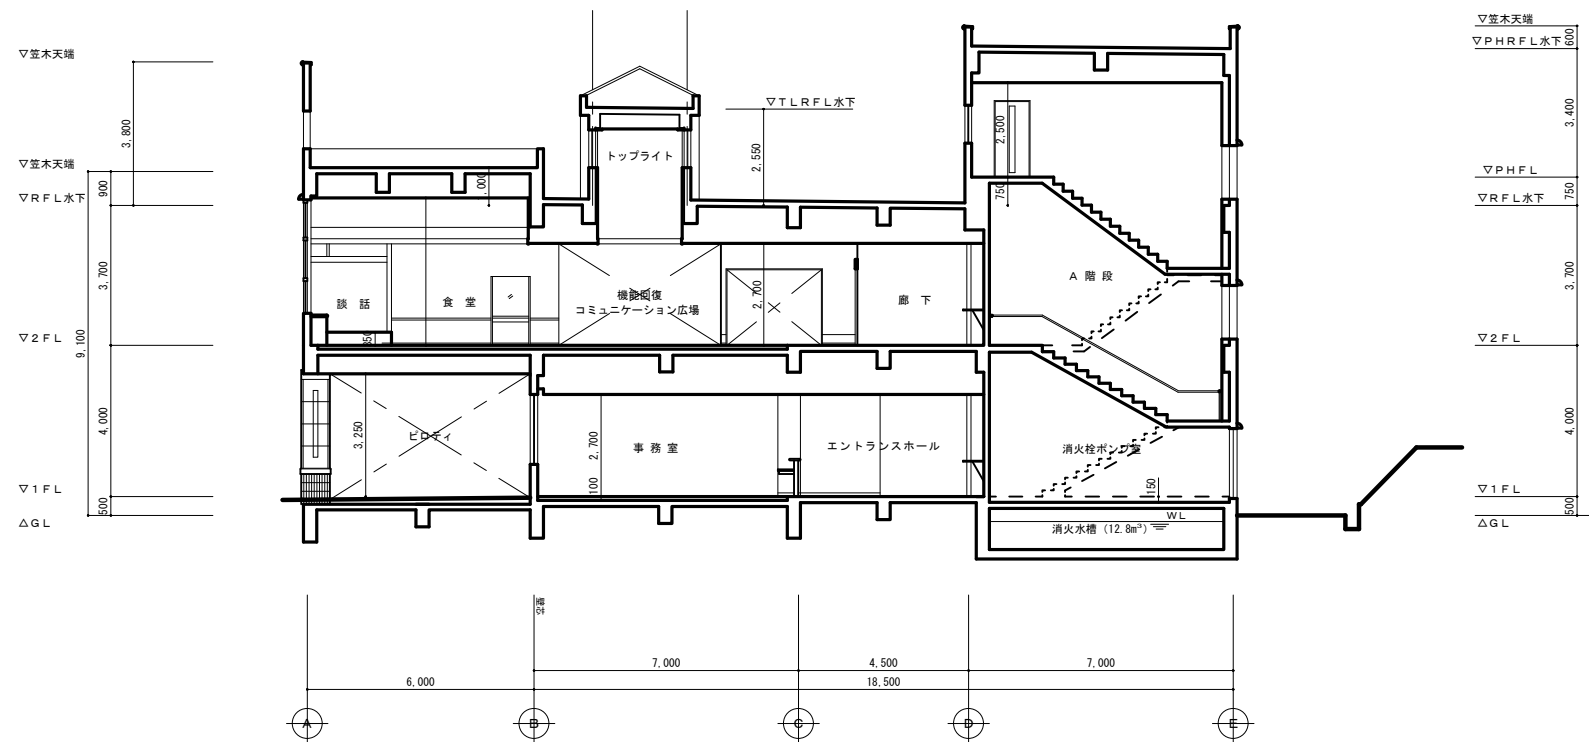 ▽笠木天端
3,800
▽笠木天端
900
▽RFL水下
3,700
9,100
▽2FL
4,000
▽1FL
500
△GL
トップライト
▽TLRFL水下
2,550
,000
談話
食堂
機能回復
コミュニケーション広場
2,700
廊下
350
2,500
750
A階段
ピロティ
3,250
事務室
2,700
100
エントランスホール
消火栓ポンプ室
150
WL
消火水槽(12.8m³)
▽笠木天端
600
▽PHRFL水下
3,400
▽PHFL
750
▽RFL水下
3,700
▽2FL
4,000
▽1FL
500
△GL
7,000
4,500
7,000
6,000
18,500
A
B
C
D
E